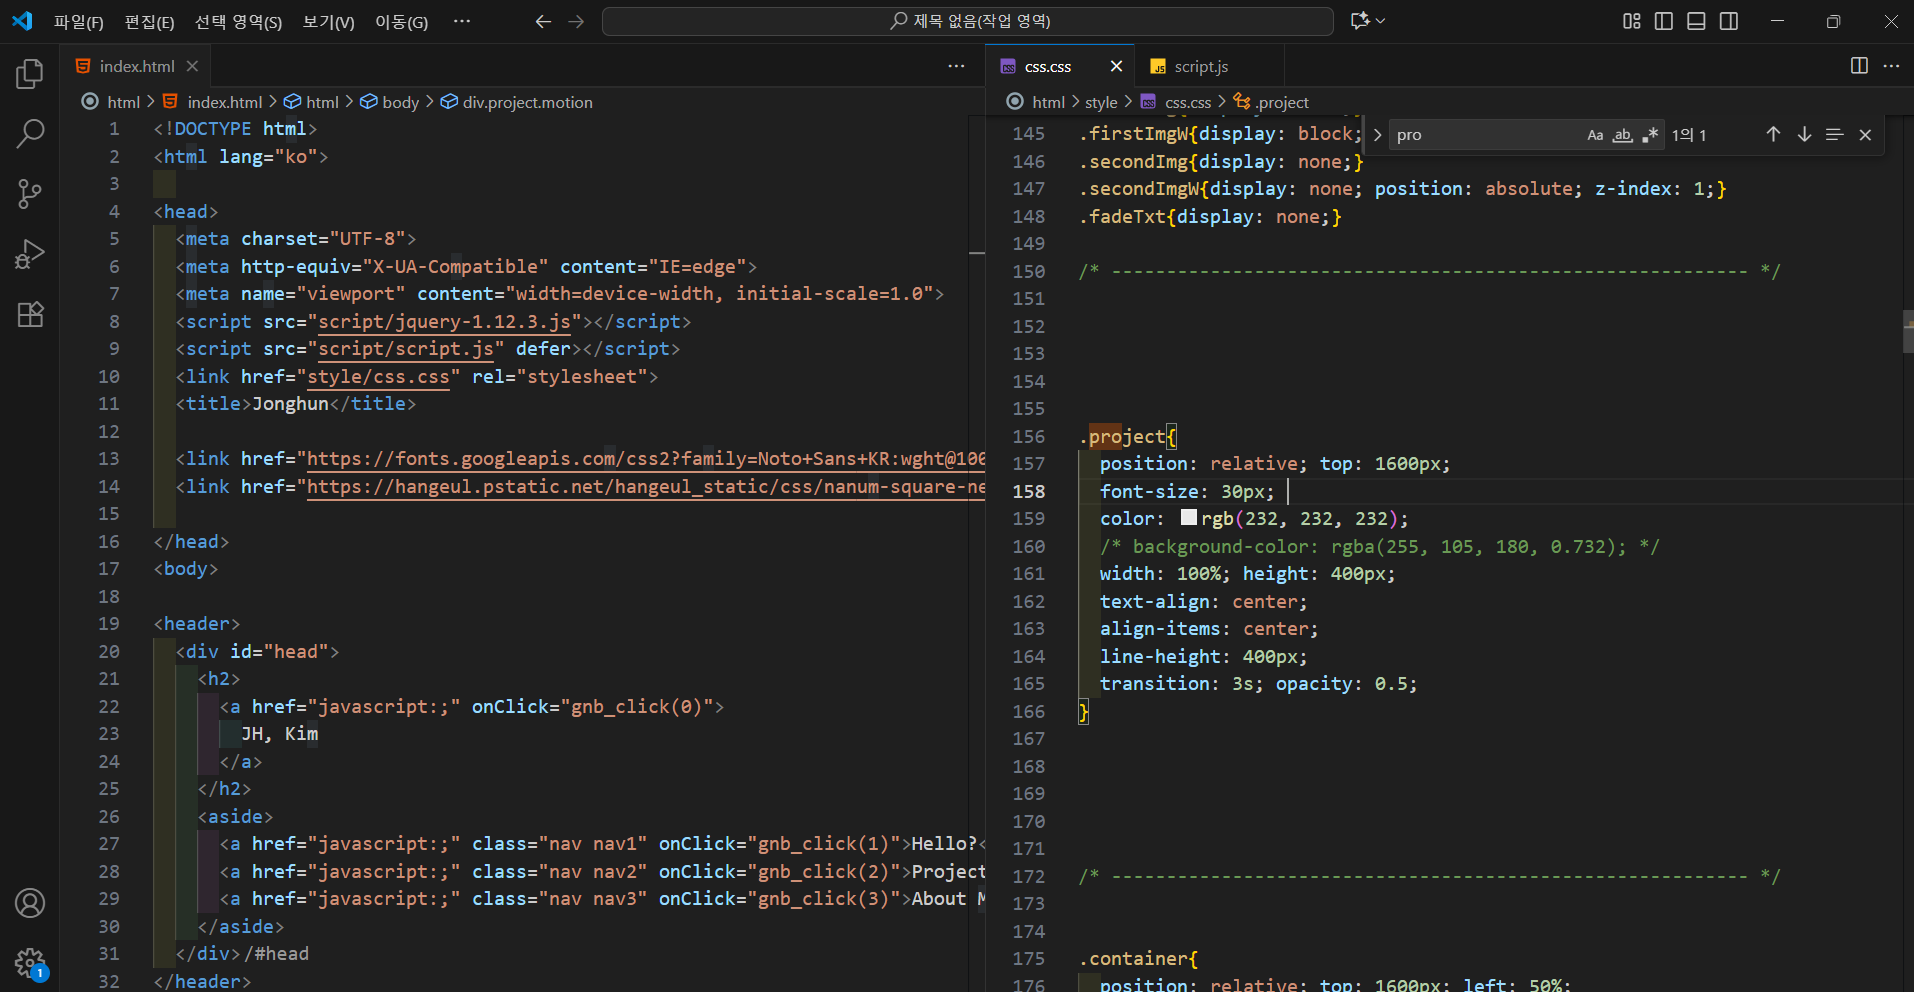 파일(F) 편집(E) 선택 영역(S) 보기(V) 이동(G) ··· 제목 없음(작업 영역)
index.html
html > index.html > html > body > div.project.motion
1 <!DOCTYPE html>
2 <html lang="ko">
3
4 <head>
5 <meta charset="UTF-8">
6 <meta http-equiv="X-UA-Compatible" content="IE=edge">
7 <meta name="viewport" content="width=device-width, initial-scale=1.0">
8 <script src="script/jquery-1.12.3.js"></script>
9 <script src="script/script.js" defer></script>
10 <link href="style/css.css" rel="stylesheet">
11 <title>Jonghun</title>
12
13 <link href="https://fonts.googleapis.com/css2?family=Noto+Sans+KR:wght@100
14 <link href="https://hangeul.pstatic.net/hangeul_static/css/nanum-square-ne
15
16 </head>
17 <body>
18
19 <header>
20 <div id="head">
21 <h2>
22 <a href="javascript:;" onClick="gnb_click(0)">
23 JH, Kim
24 </a>
25 </h2>
26 <aside>
27 <a href="javascript:;" class="nav nav1" onClick="gnb_click(1)">Hello?<
28 <a href="javascript:;" class="nav nav2" onClick="gnb_click(2)">Project
29 <a href="javascript:;" class="nav nav3" onClick="gnb_click(3)">About M
30 </aside>
31 </div>/#head
32 </header>
1
css.css script.js
html > style > css.css > .project
pro Aa ab 1의 1
145 .firstImgW{display: block;
146 .secondImg{display: none;}
147 .secondImgW{display: none; position: absolute; z-index: 1;}
148 .fadeTxt{display: none;}
149
150 /* ---------------------------------------------------------- */
151
152
153
154
155
156 .project{
157 position: relative; top: 1600px;
158 font-size: 30px;
159 color: rgb(232, 232, 232);
160 /* background-color: rgba(255, 105, 180, 0.732); */
161 width: 100%; height: 400px;
162 text-align: center;
163 align-items: center;
164 line-height: 400px;
165 transition: 3s; opacity: 0.5;
166 }
167
168
169
170
171
172 /* ---------------------------------------------------------- */
173
174
175 .container{
176 position: relative; top: 1600px; left: 50%;